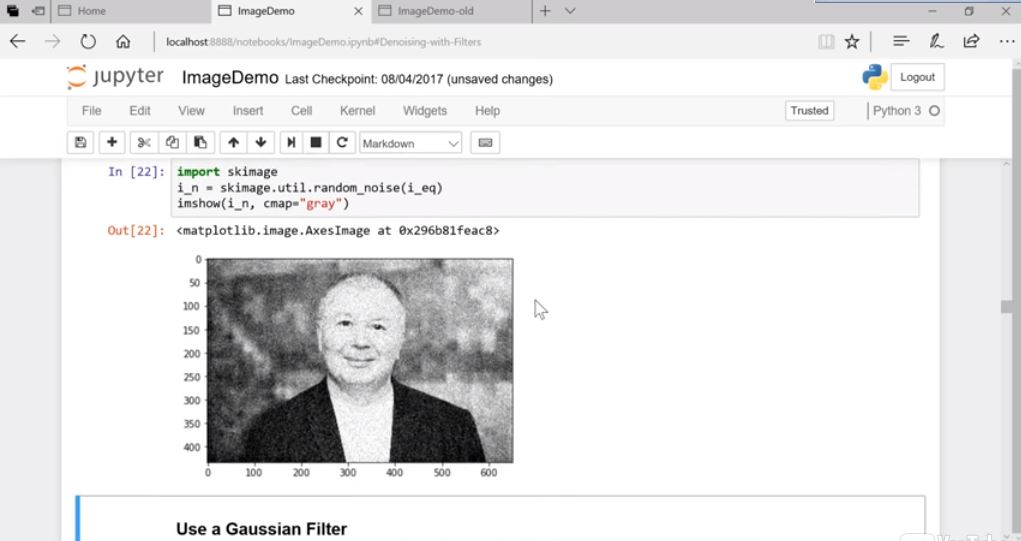 Home
ImageDemo
ImageDemo-old
localhost:8888/notebooks/ImageDemo.ipynb#Denoising-with-Filters
jupyter ImageDemo Last Checkpoint: 08/04/2017 (unsaved changes)
Logout
File Edit View Insert Cell Kernel Widgets Help
Trusted
Python 3
Markdown
In [22]: import skimage
i_n = skimage.util.random_noise(i_eq)
imshow(i_n, cmap="gray")
Out[22]: <matplotlib.image.AxesImage at 0x296b81feac8>
0
50
100
150
200
250
300
350
400
0 100 200 300 400 500 600
Use a Gaussian Filter